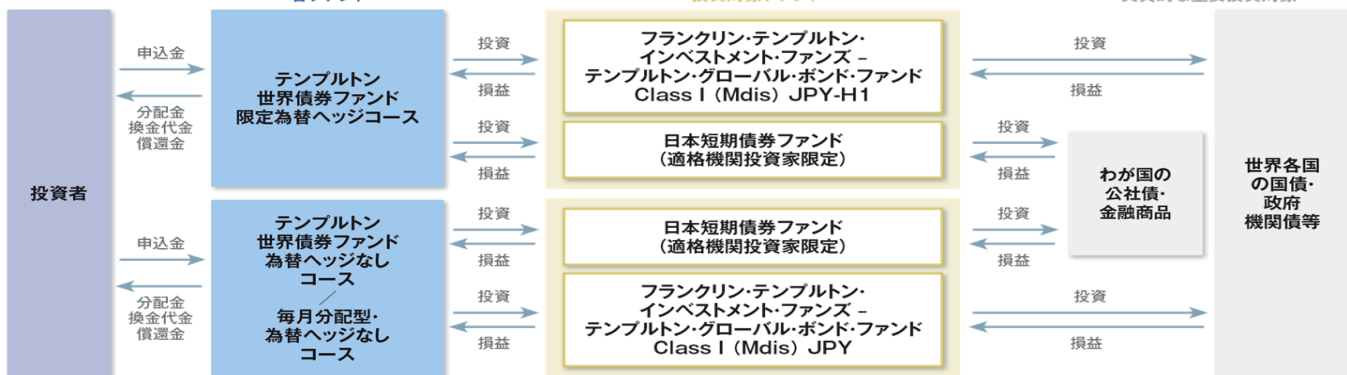 投資者
申込金
分配金
換金代金
償還金
申込金
分配金
換金代金
償還金
テンプルトン
世界債券ファンド
限定為替ヘッジコース
テンプルトン
世界債券ファンド
為替ヘッジなし
コース
毎月分配型・
為替ヘッジなし
コース
投資
損益
投資
損益
投資
損益
投資
損益
フランクリン・テンプルトン・
インベストメント・ファンズ –
テンプルトン・グローバル・ボンド・ファンド
Class I (Mdis) JPY-H1
日本短期債券ファンド
(適格機関投資家限定)
日本短期債券ファンド
(適格機関投資家限定)
フランクリン・テンプルトン・
インベストメント・ファンズ –
テンプルトン・グローバル・ボンド・ファンド
Class I (Mdis) JPY
投資
損益
投資
損益
投資
損益
投資
損益
わが国の
公社債・
金融商品
世界各国
の国債・
政府
機関債等